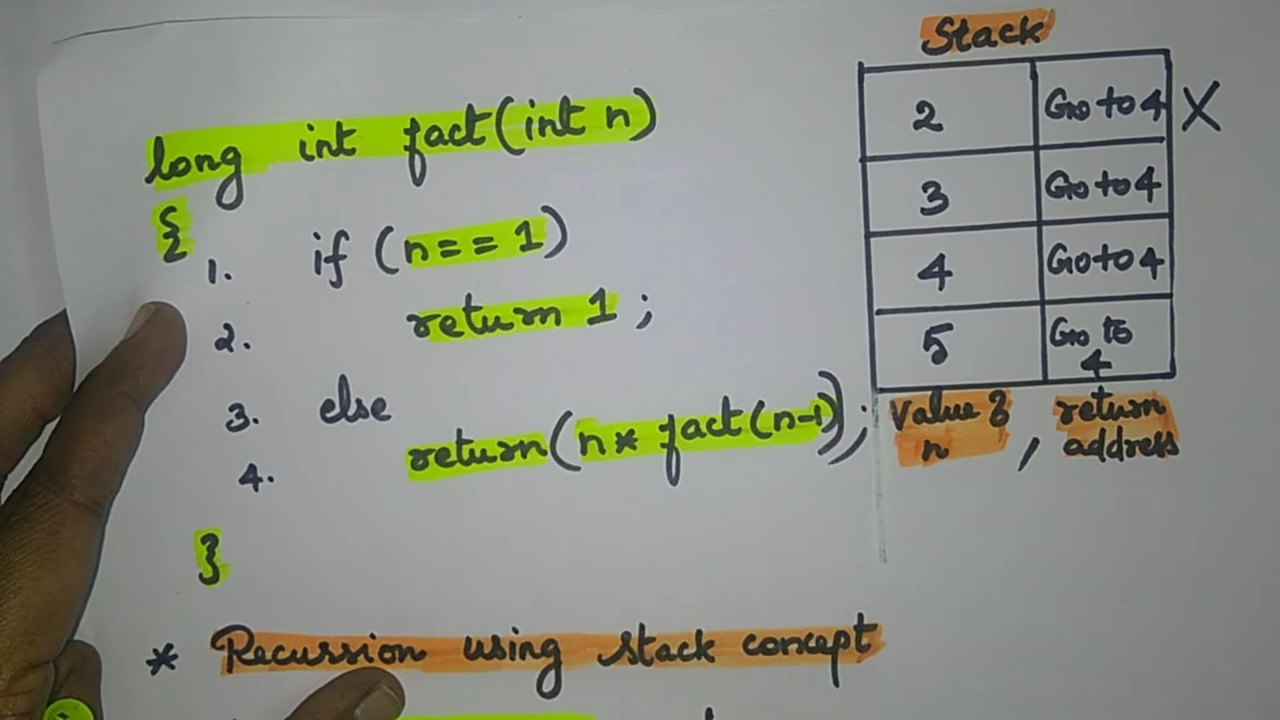 long int fact(int n)
{
1. if (n == 1)
2. return 1 ;
3. else
4. return(n * fact(n-1));
}
* Recussion using stack concept
Stack
2 Go to 4 X
3 Go to 4
4 Go to 4
5 Go to 4
Value of n , return address